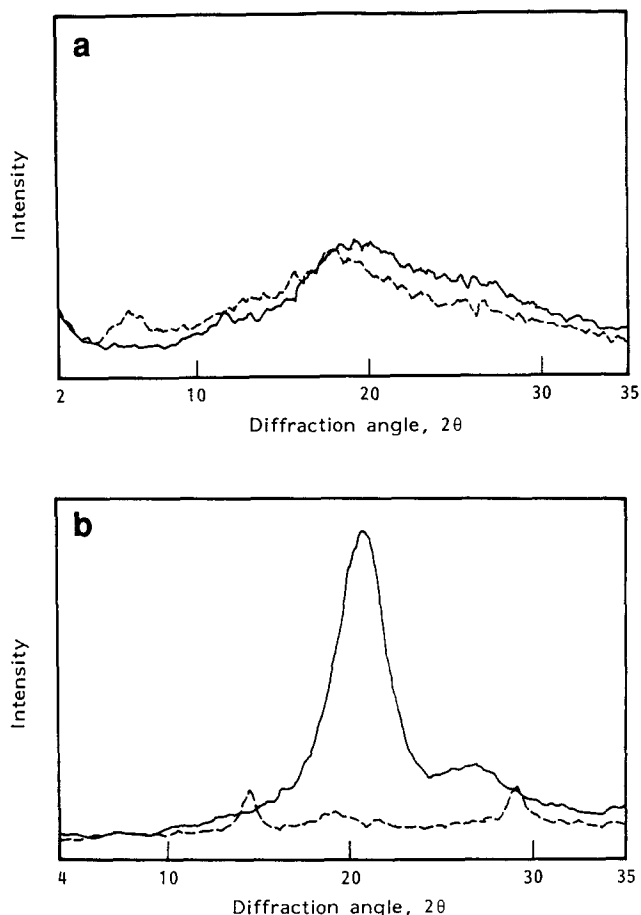 a
Intensity
2 10 20 30 35
Diffraction angle, 2θ
b
Intensity
4 10 20 30 35
Diffraction angle, 2θ